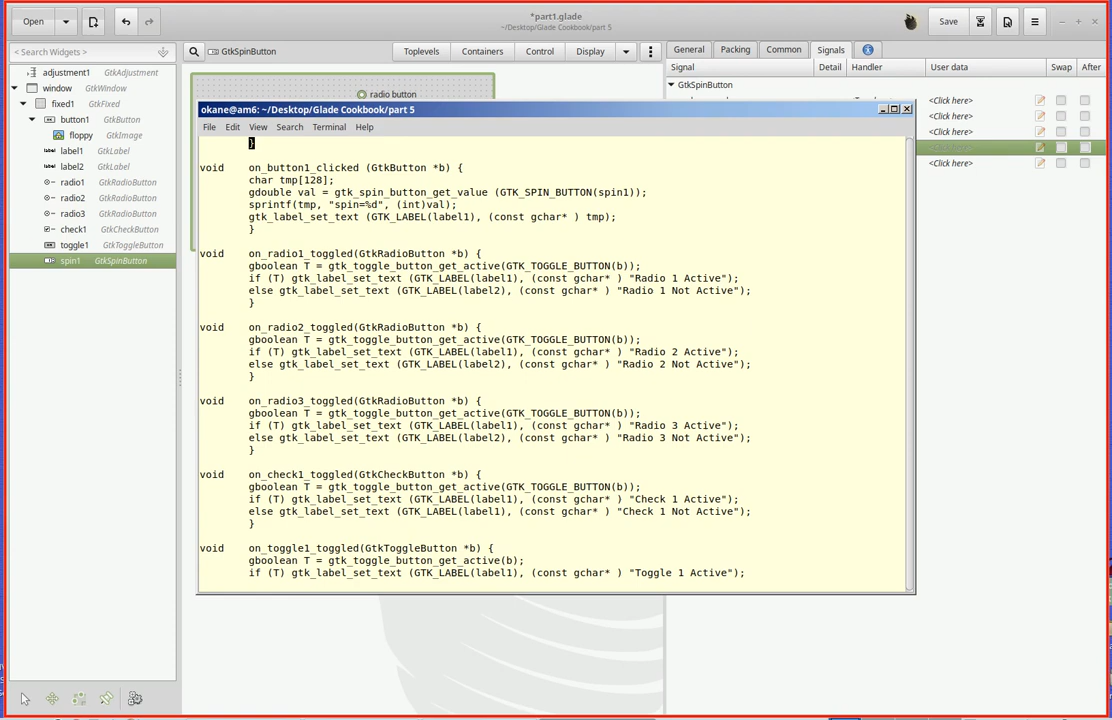 Open
*part1.glade
~/Desktop/Glade Cookbook/part 5
Save
< Search Widgets >
GtkSpinButton
Toplevels
Containers
Control
Display
General
Packing
Common
Signals
Signal
Detail
Handler
User data
Swap
After
adjustment1 GtkAdjustment
window GtkWindow
fixed1 GtkFixed
button1 GtkButton
floppy GtkImage
label1 GtkLabel
label2 GtkLabel
radio1 GtkRadioButton
radio2 GtkRadioButton
radio3 GtkRadioButton
check1 GtkCheckButton
toggle1 GtkToggleButton
spin1 GtkSpinButton
radio button
GtkSpinButton
<Click here>
<Click here>
<Click here>
<Click here>
<Click here>
okane@am6: ~/Desktop/Glade Cookbook/part 5
File Edit View Search Terminal Help
}
void on_button1_clicked (GtkButton *b) {
char tmp[128];
gdouble val = gtk_spin_button_get_value (GTK_SPIN_BUTTON(spin1));
sprintf(tmp, "spin=%d", (int)val);
gtk_label_set_text (GTK_LABEL(label1), (const gchar* ) tmp);
}
void on_radio1_toggled(GtkRadioButton *b) {
gboolean T = gtk_toggle_button_get_active(GTK_TOGGLE_BUTTON(b));
if (T) gtk_label_set_text (GTK_LABEL(label1), (const gchar* ) "Radio 1 Active");
else gtk_label_set_text (GTK_LABEL(label2), (const gchar* ) "Radio 1 Not Active");
}
void on_radio2_toggled(GtkRadioButton *b) {
gboolean T = gtk_toggle_button_get_active(GTK_TOGGLE_BUTTON(b));
if (T) gtk_label_set_text (GTK_LABEL(label1), (const gchar* ) "Radio 2 Active");
else gtk_label_set_text (GTK_LABEL(label2), (const gchar* ) "Radio 2 Not Active");
}
void on_radio3_toggled(GtkRadioButton *b) {
gboolean T = gtk_toggle_button_get_active(GTK_TOGGLE_BUTTON(b));
if (T) gtk_label_set_text (GTK_LABEL(label1), (const gchar* ) "Radio 3 Active");
else gtk_label_set_text (GTK_LABEL(label2), (const gchar* ) "Radio 3 Not Active");
}
void on_check1_toggled(GtkCheckButton *b) {
gboolean T = gtk_toggle_button_get_active(GTK_TOGGLE_BUTTON(b));
if (T) gtk_label_set_text (GTK_LABEL(label1), (const gchar* ) "Check 1 Active");
else gtk_label_set_text (GTK_LABEL(label1), (const gchar* ) "Check 1 Not Active");
}
void on_toggle1_toggled(GtkToggleButton *b) {
gboolean T = gtk_toggle_button_get_active(b);
if (T) gtk_label_set_text (GTK_LABEL(label1), (const gchar* ) "Toggle 1 Active");